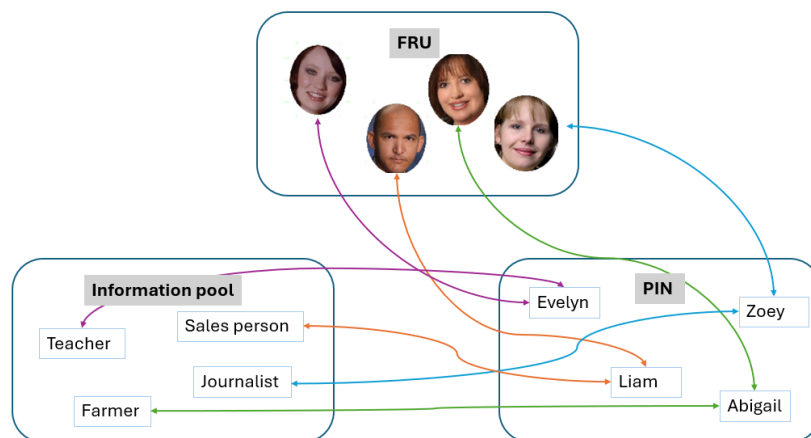 FRU
Information pool
PIN
Evelyn
Zoey
Sales person
Teacher
Journalist
Liam
Farmer
Abigail